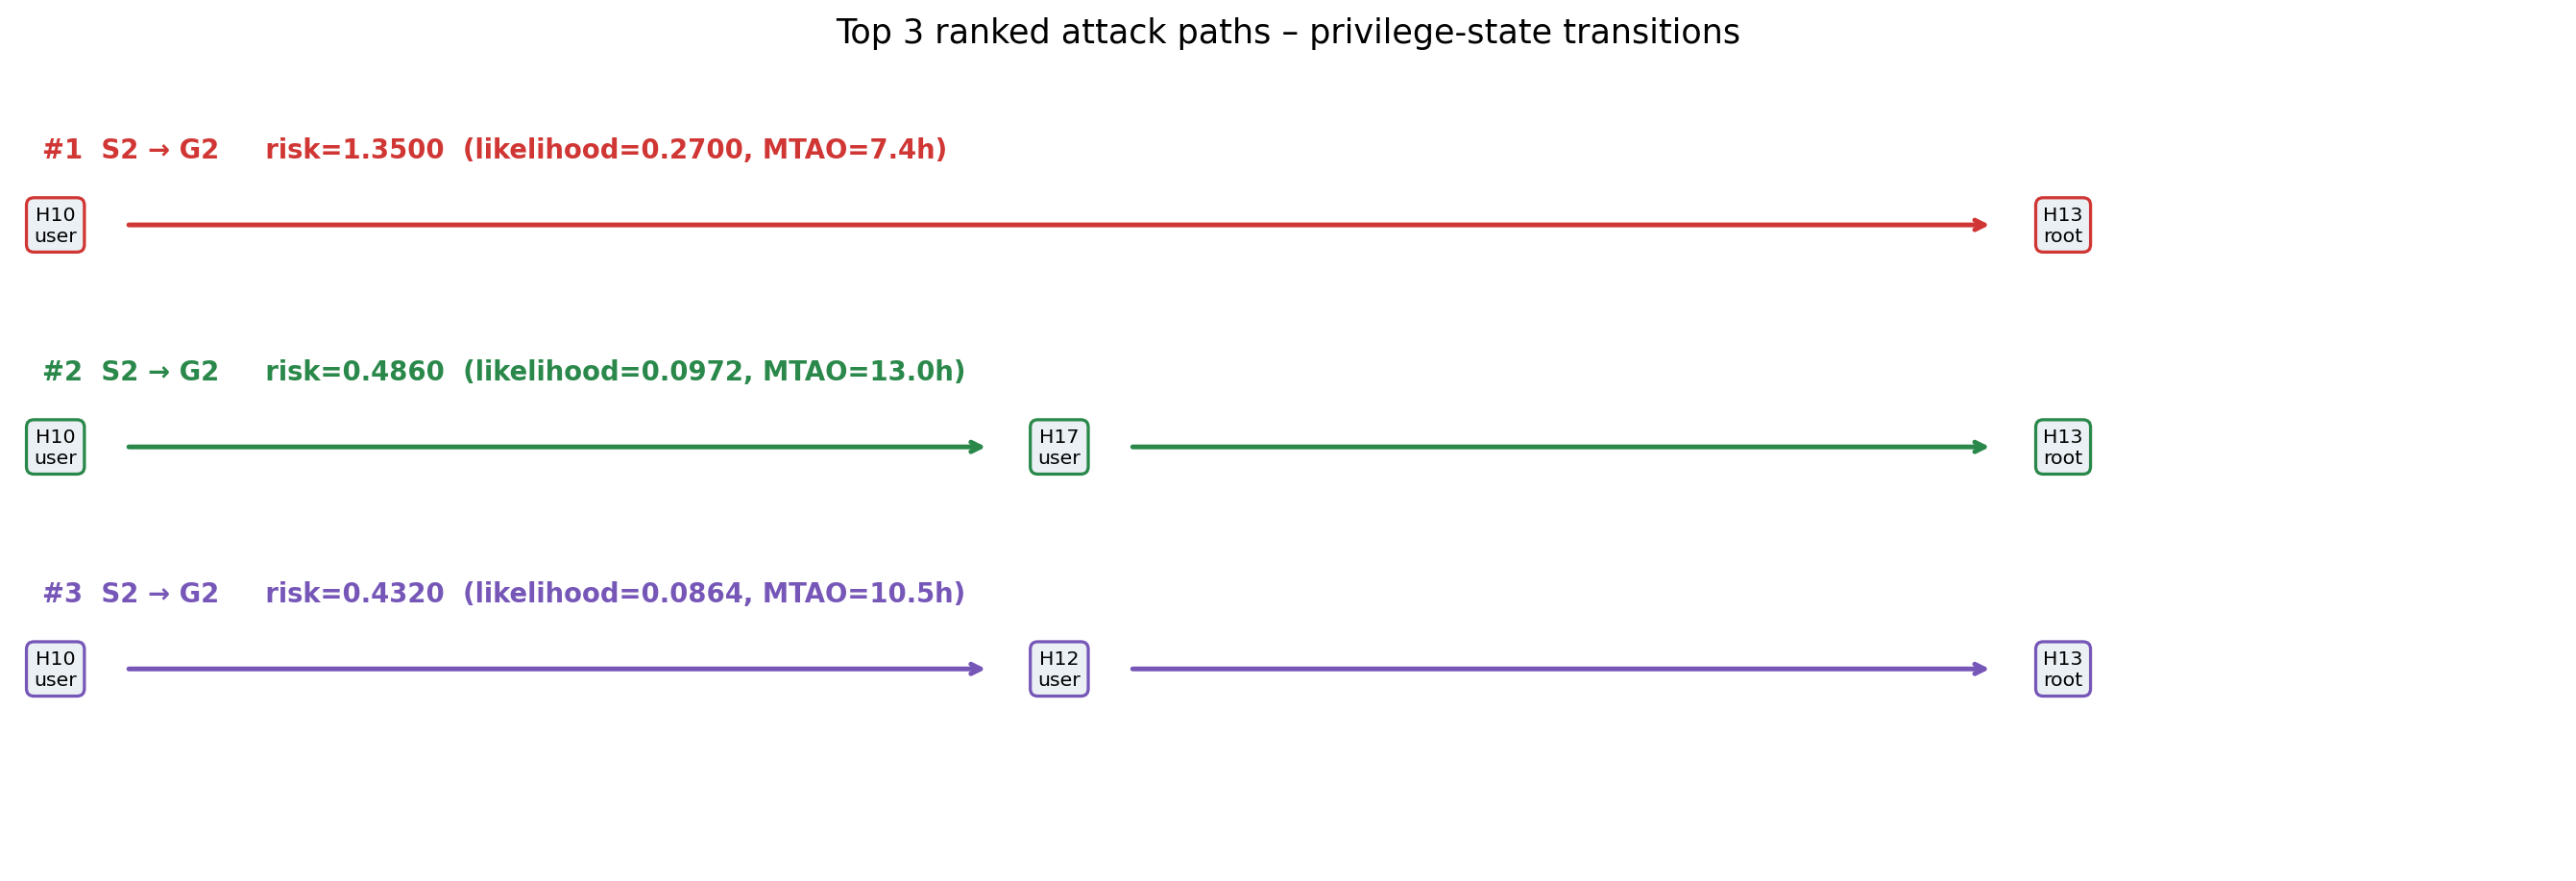 Top 3 ranked attack paths – privilege-state transitions
#1 S2 → G2 risk=1.3500 (likelihood=0.2700, MTAO=7.4h)
H10
user
H13
root
#2 S2 → G2 risk=0.4860 (likelihood=0.0972, MTAO=13.0h)
H10
user
H17
user
H13
root
#3 S2 → G2 risk=0.4320 (likelihood=0.0864, MTAO=10.5h)
H10
user
H12
user
H13
root